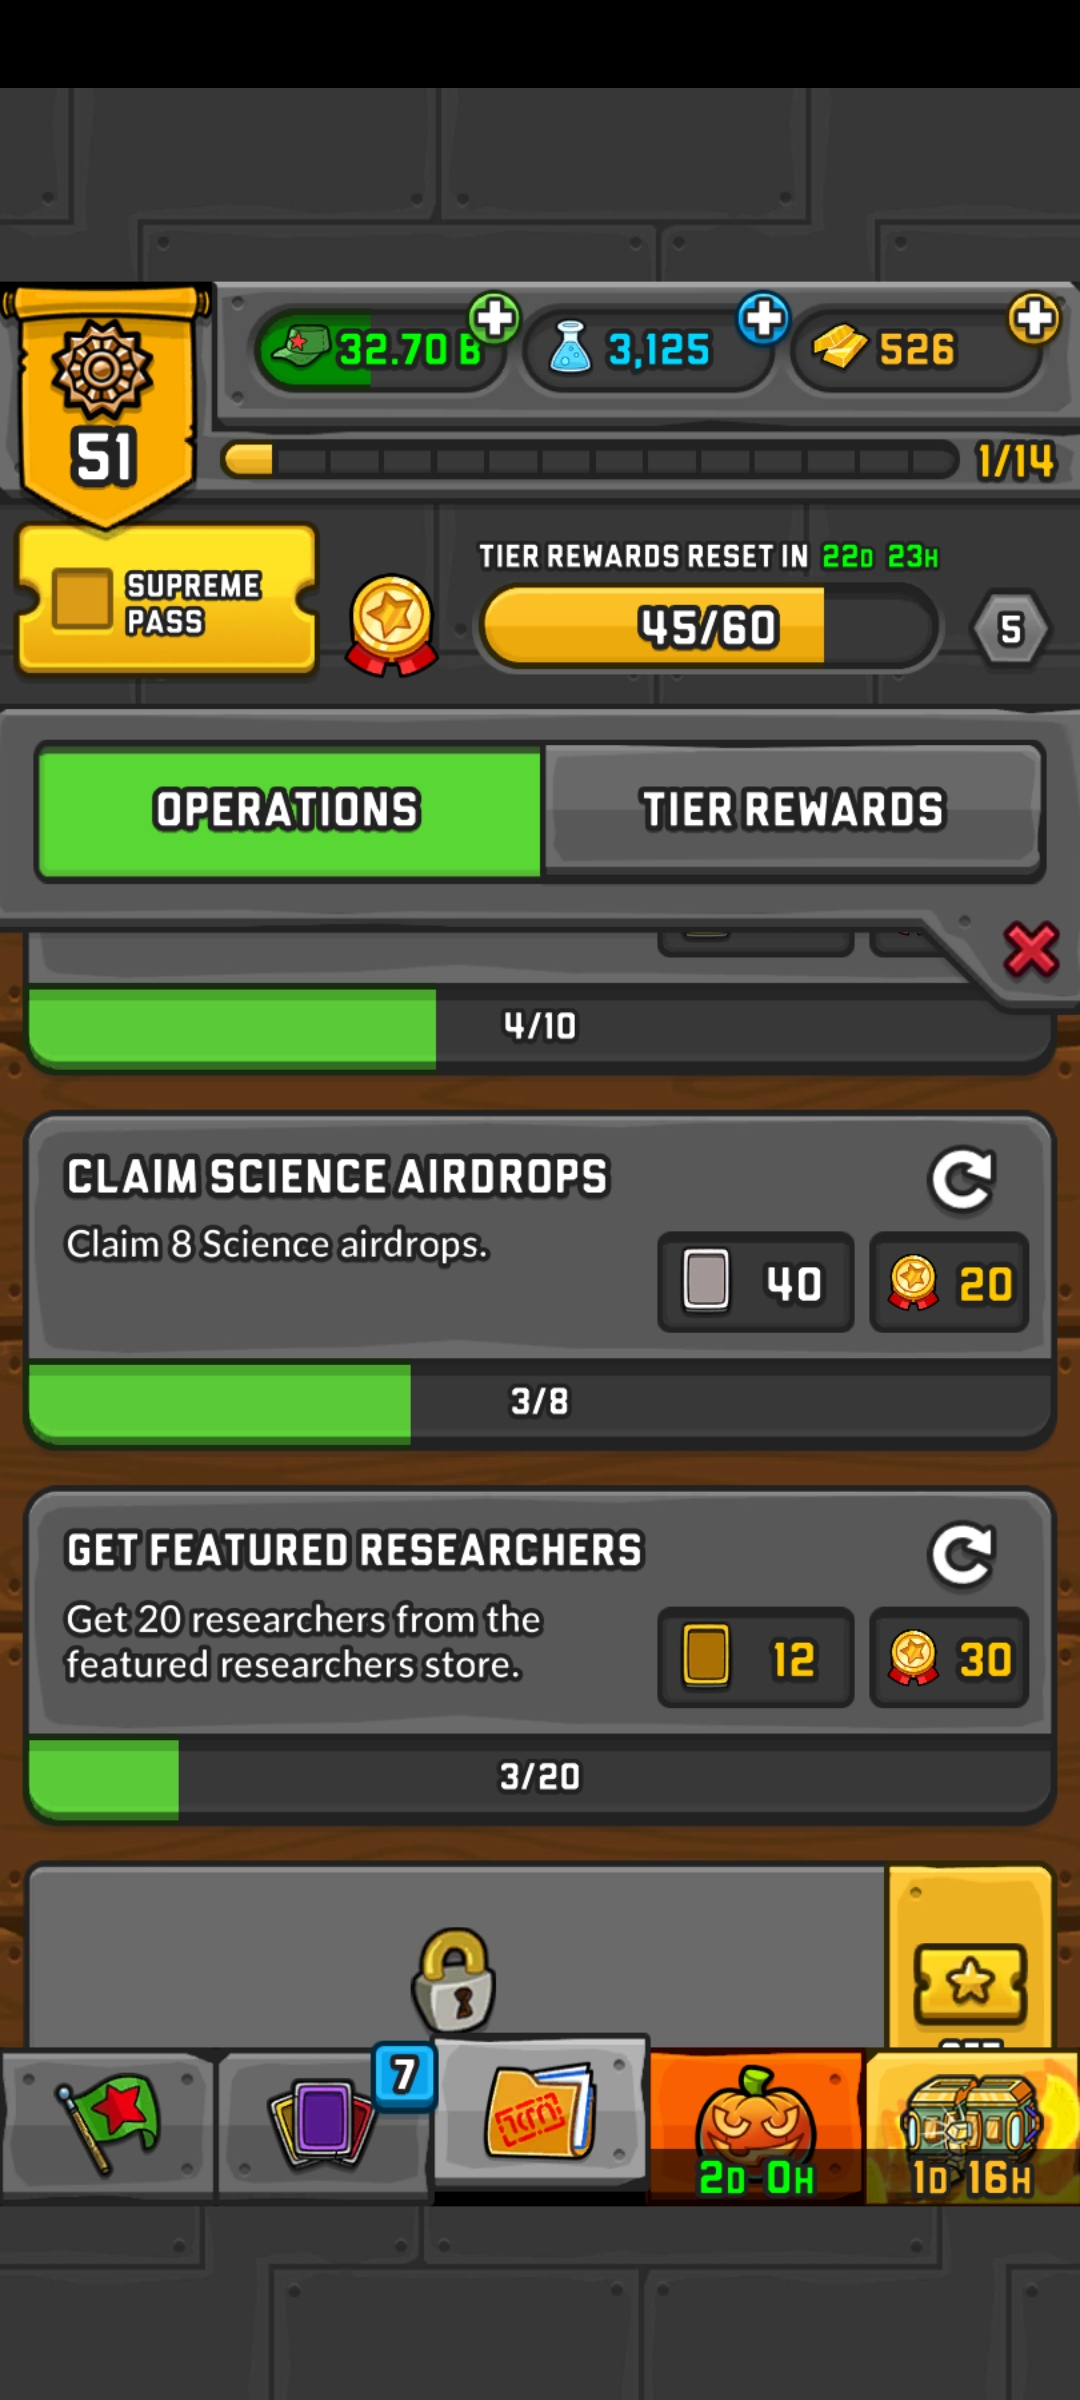 32.70 B
3,125
526
51
1/14
SUPREME
PASS
TIER REWARDS RESET IN 22D 23H
45/60
5
OPERATIONS
TIER REWARDS
4/10
CLAIM SCIENCE AIRDROPS
Claim 8 Science airdrops.
40
20
3/8
GET FEATURED RESEARCHERS
Get 20 researchers from the
featured researchers store.
12
30
3/20
7
2D 0H
1D 16H